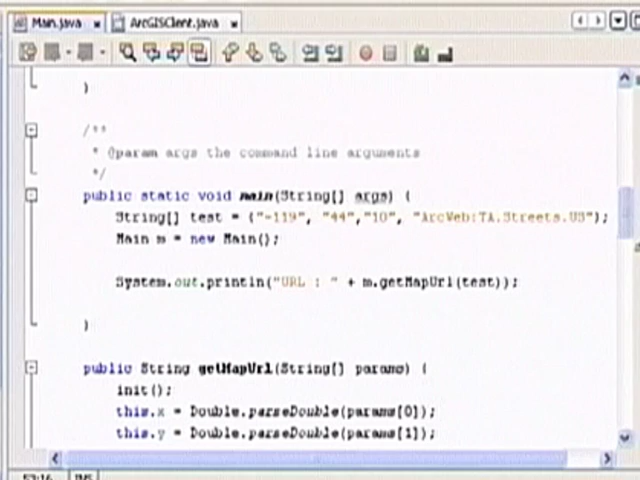 Main.java ArcGISClient.java
}
/**
* @param args the command line arguments
*/
public static void main(String[] args) {
String[] test = {"-119", "44","10", "ArcWeb:TA.Streets.US"};
Main m = new Main();
System.out.println("URL : " + m.getMapUrl(test));
}
public String getMapUrl(String[] params) {
init();
this.x = Double.parseDouble(params[0]);
this.y = Double.parseDouble(params[1]);
INS